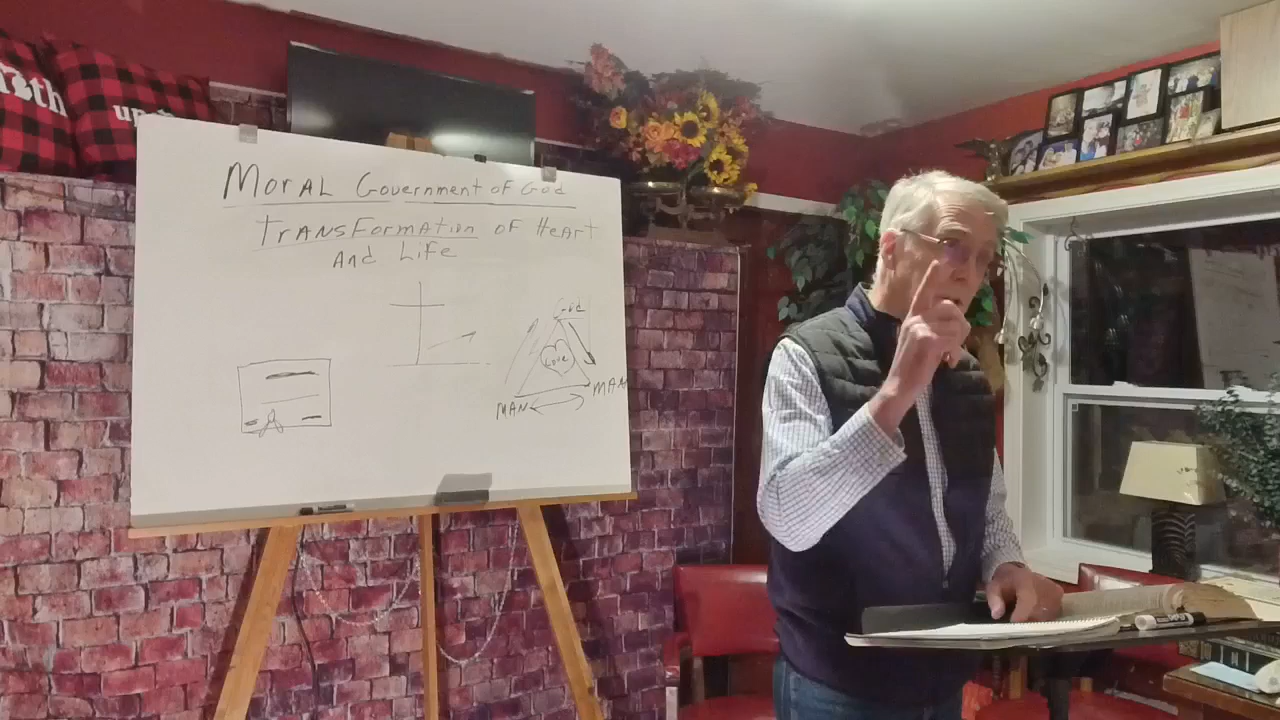 MORAL Government of God
TRANSFORMATION of HeArt
And Life
God
Love
MAN
MAN